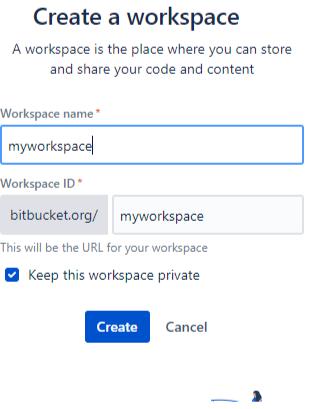 Create a workspace
A workspace is the place where you can store
and share your code and content
Workspace name *
myworkspace
Workspace ID *
bitbucket.org/ myworkspace
This will be the URL for your workspace
Keep this workspace private
Create Cancel